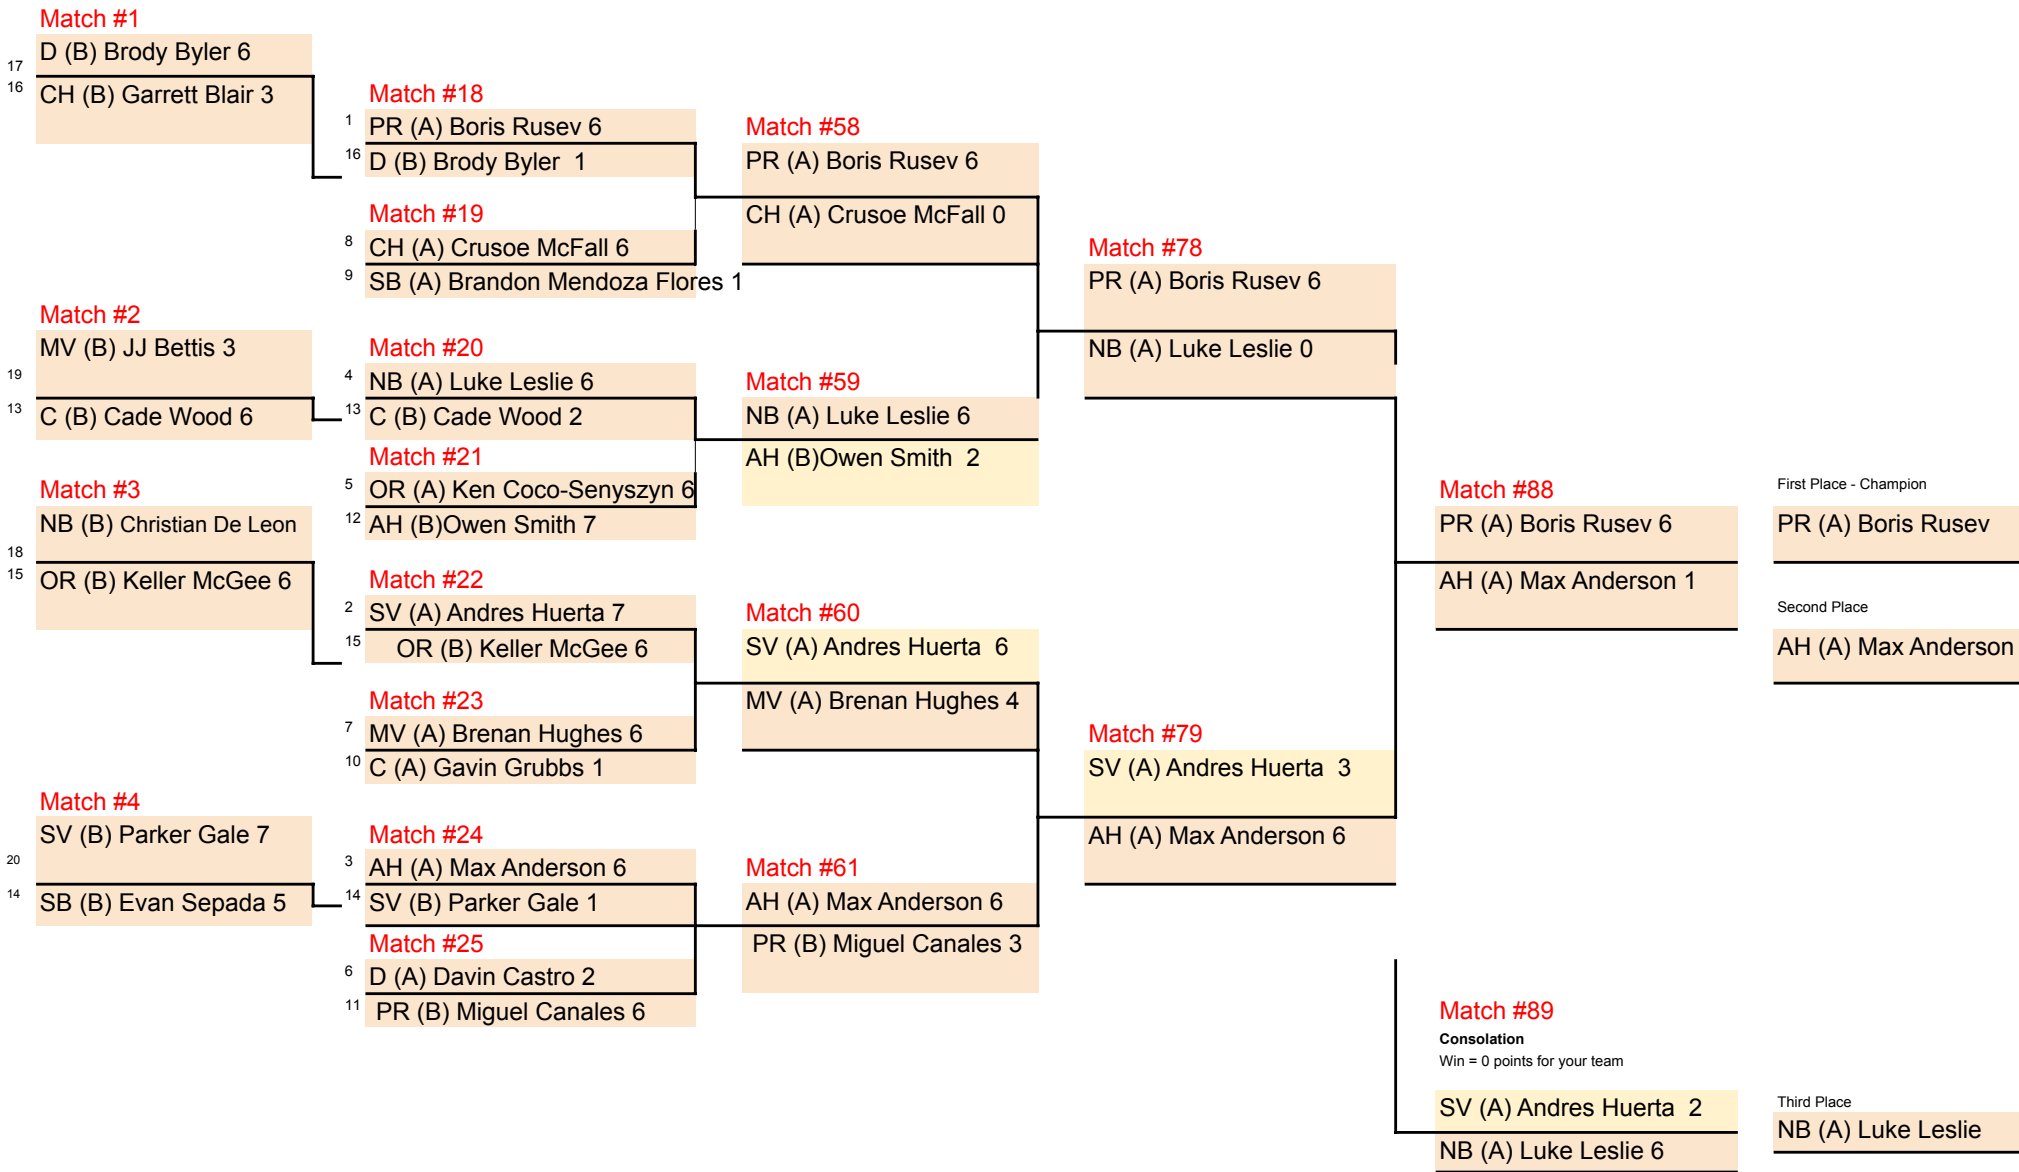 Match #1
17
D (B) Brody Byler 6
16
CH (B) Garrett Blair 3
Match #2
MV (B) JJ Bettis 3
19
13
C (B) Cade Wood 6
Match #3
NB (B) Christian De Leon
18
15
OR (B) Keller McGee 6
Match #4
SV (B) Parker Gale 7
20
14
SB (B) Evan Sepada 5
Match #18
1
PR (A) Boris Rusev 6
16
D (B) Brody Byler 1
Match #19
8
CH (A) Crusoe McFall 6
9
SB (A) Brandon Mendoza Flores 1
Match #20
4
NB (A) Luke Leslie 6
13
C (B) Cade Wood 2
Match #21
5
OR (A) Ken Coco-Senyszyn 6
12
AH (B)Owen Smith 7
Match #22
2
SV (A) Andres Huerta 7
15
OR (B) Keller McGee 6
Match #23
7
MV (A) Brenan Hughes 6
10
C (A) Gavin Grubbs 1
Match #24
3
AH (A) Max Anderson 6
14
SV (B) Parker Gale 1
Match #25
6
D (A) Davin Castro 2
11
PR (B) Miguel Canales 6
Match #58
PR (A) Boris Rusev 6
CH (A) Crusoe McFall 0
Match #59
NB (A) Luke Leslie 6
AH (B)Owen Smith 2
Match #60
SV (A) Andres Huerta 6
MV (A) Brenan Hughes 4
Match #61
AH (A) Max Anderson 6
PR (B) Miguel Canales 3
Match #78
PR (A) Boris Rusev 6
NB (A) Luke Leslie 0
Match #79
SV (A) Andres Huerta 3
AH (A) Max Anderson 6
Match #88
PR (A) Boris Rusev 6
AH (A) Max Anderson 1
First Place - Champion
PR (A) Boris Rusev
Second Place
AH (A) Max Anderson
Match #89
Consolation
Win = 0 points for your team
SV (A) Andres Huerta 2
NB (A) Luke Leslie 6
Third Place
NB (A) Luke Leslie